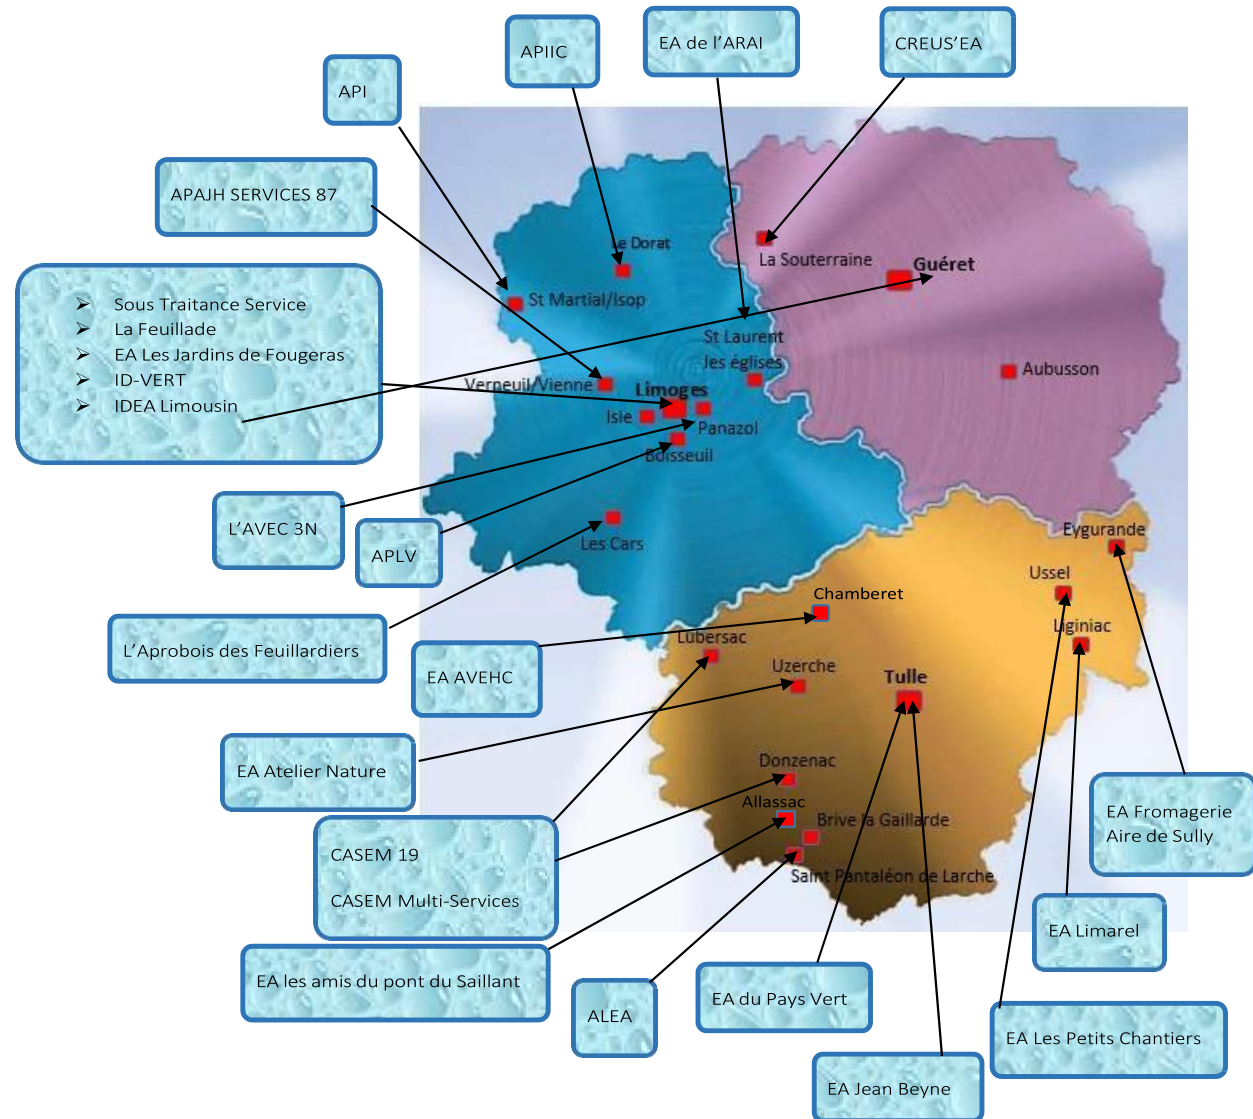 APIIC
EA de l'ARAI
CREUS'EA
API
APAJH SERVICES 87
Le Dorat
La Souterraine
Guéret
St Martial/Isop
➢ Sous Traitance Service
➢ La Feuillade
➢ EA Les Jardins de Fougeras
➢ ID-VERT
➢ IDEA Limousin
St Laurent
les églises
Aubusson
Verneuil/Vienne
Limoges
Isle
Panazol
Boisseuil
L'AVEC 3N
APLV
Les Cars
Eygurande
Ussel
Chamberet
Liginiac
L'Aprobois des Feuillardiers
Lubersac
EA AVEHC
Uzerche
Tulle
EA Atelier Nature
Donzenac
Allassac
Brive la Gaillarde
EA Fromagerie
Aire de Sully
CASEM 19
CASEM Multi-Services
Saint Pantaléon de Larche
EA Limarel
EA les amis du pont du Saillant
EA du Pays Vert
ALEA
EA Les Petits Chantiers
EA Jean Beyne